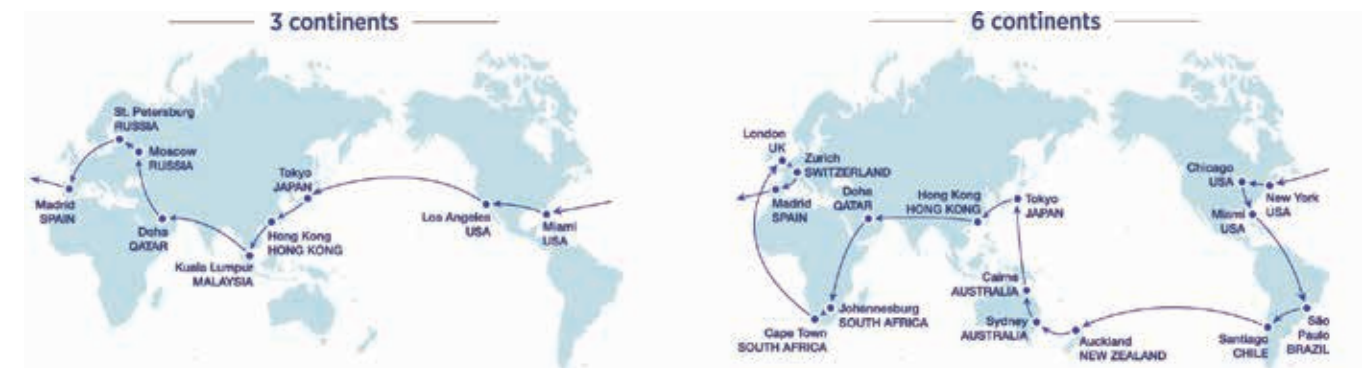 3 continents
St. Petersburg
RUSSIA
Moscow
RUSSIA
Madrid
SPAIN
Doha
QATAR
Tokyo
JAPAN
Hong Kong
HONG KONG
Kuala Lumpur
MALAYSIA
Los Angeles
USA
Miami
USA
6 continents
London
UK
Zurich
SWITZERLAND
Madrid
SPAIN
Doha
QATAR
Hong Kong
HONG KONG
Tokyo
JAPAN
Chicago
USA
New York
USA
Miami
USA
Cairns
AUSTRALIA
Sydney
AUSTRALIA
Johannesburg
SOUTH AFRICA
Cape Town
SOUTH AFRICA
Auckland
NEW ZEALAND
Santiago
CHILE
São
Paulo
BRAZIL